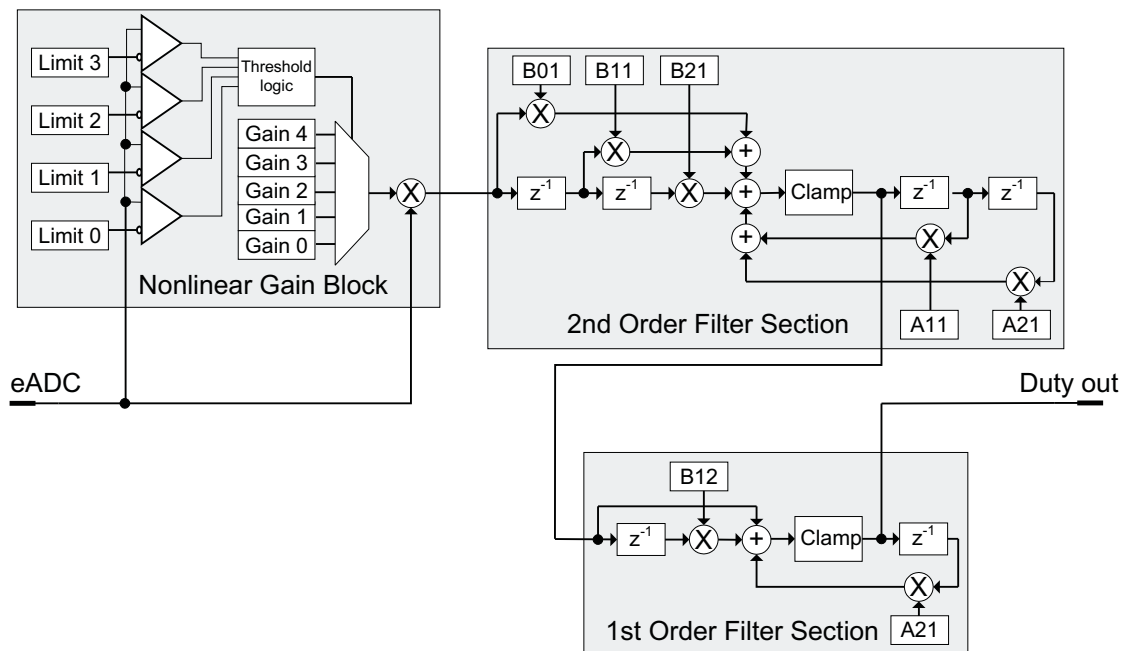 Limit 3
Limit 2
Limit 1
Limit 0
Threshold
logic
Gain 4
Gain 3
Gain 2
Gain 1
Gain 0
X
Nonlinear Gain Block
eADC
B01
B11
B21
X
X
+
z-1
z-1
X
+
Clamp
z-1
z-1
+
X
X
A11
A21
2nd Order Filter Section
Duty out
B12
z-1
X
+
Clamp
z-1
X
A21
1st Order Filter Section